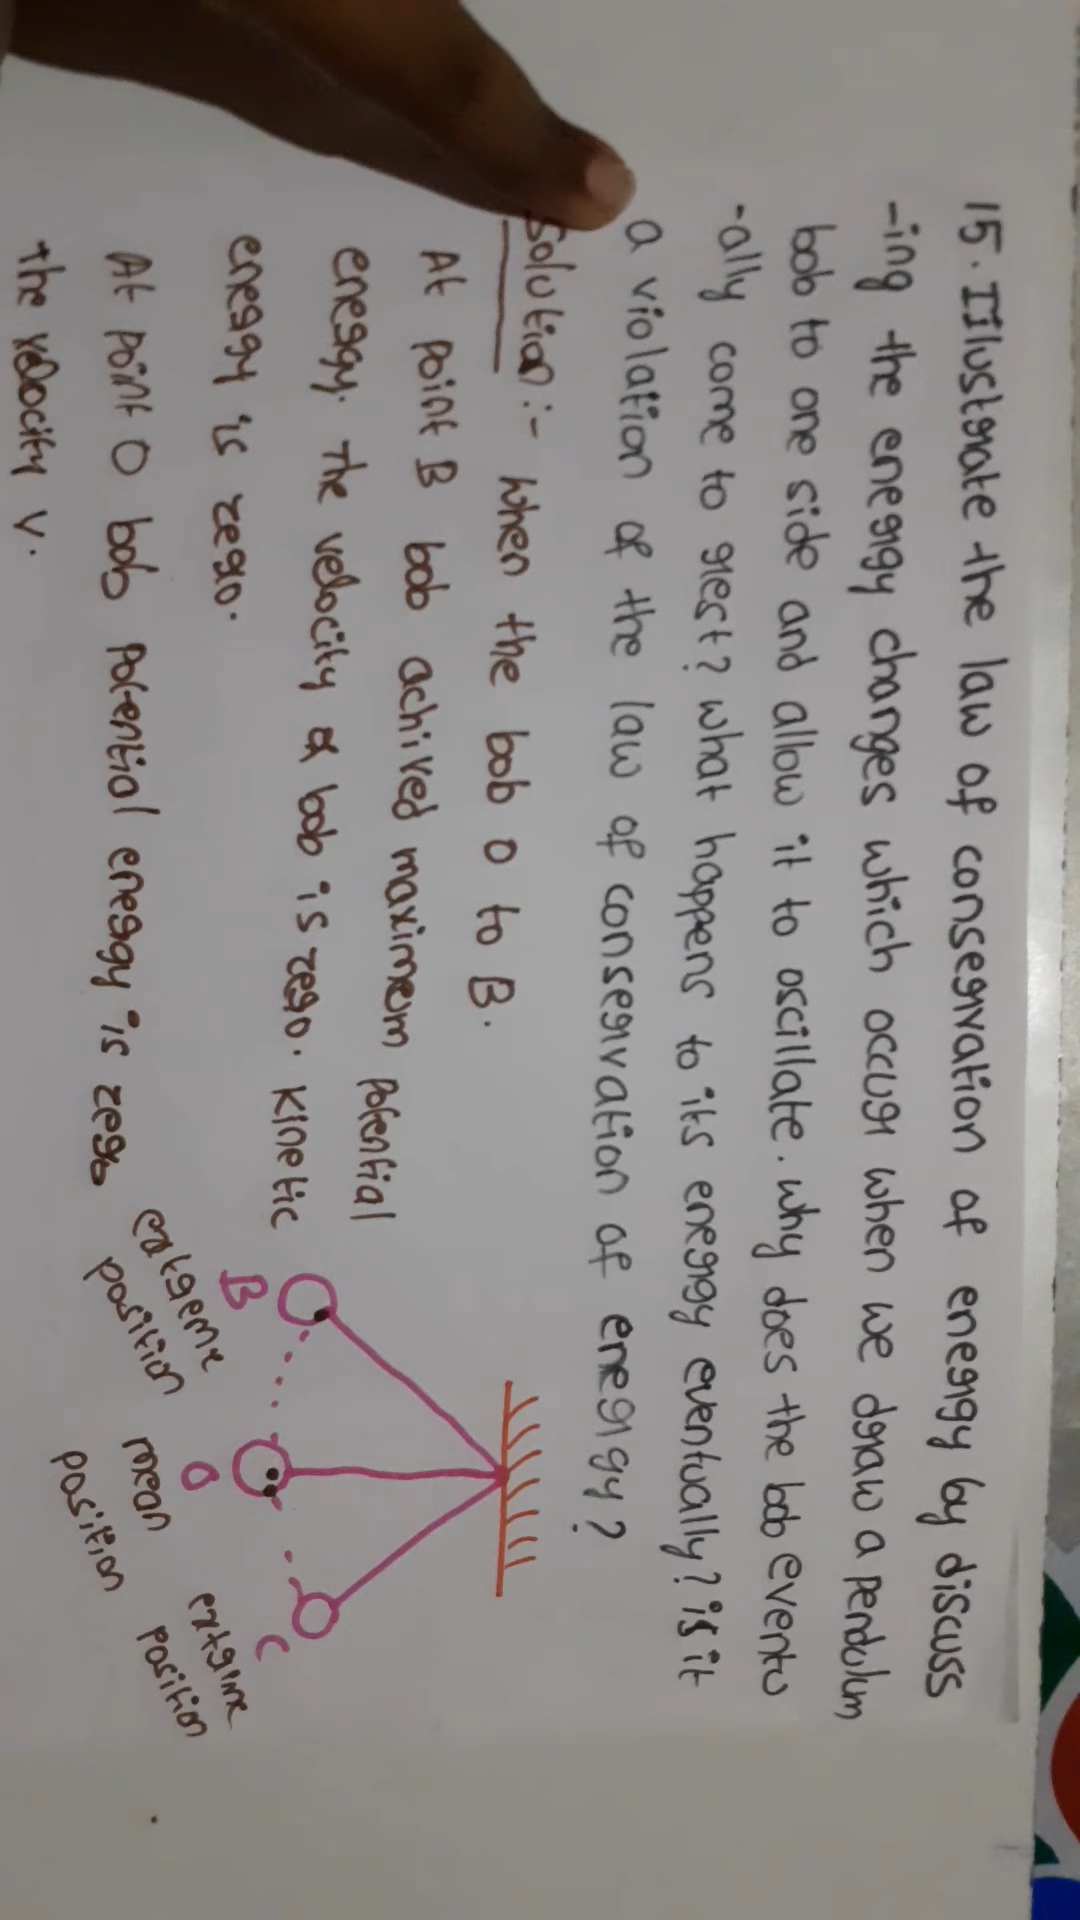 15. Illustrate the law of conservation of energy by discuss
-ing the energy changes which occur when we draw a pendulum
bob to one side and allow it to oscillate. why does the bob eventu
-ally come to rest? what happens to its energy eventually? is it
a violation of the law of conservation of energy?
Solution :- when the bob O to B.
At point B bob achived maximeum potential
energy. The velocity of bob is zero. Kinetic
energy is zero.
At point O bob potential energy is zero
the velocity v.
B
O
C
extreme
position
mean
position
extrime
position